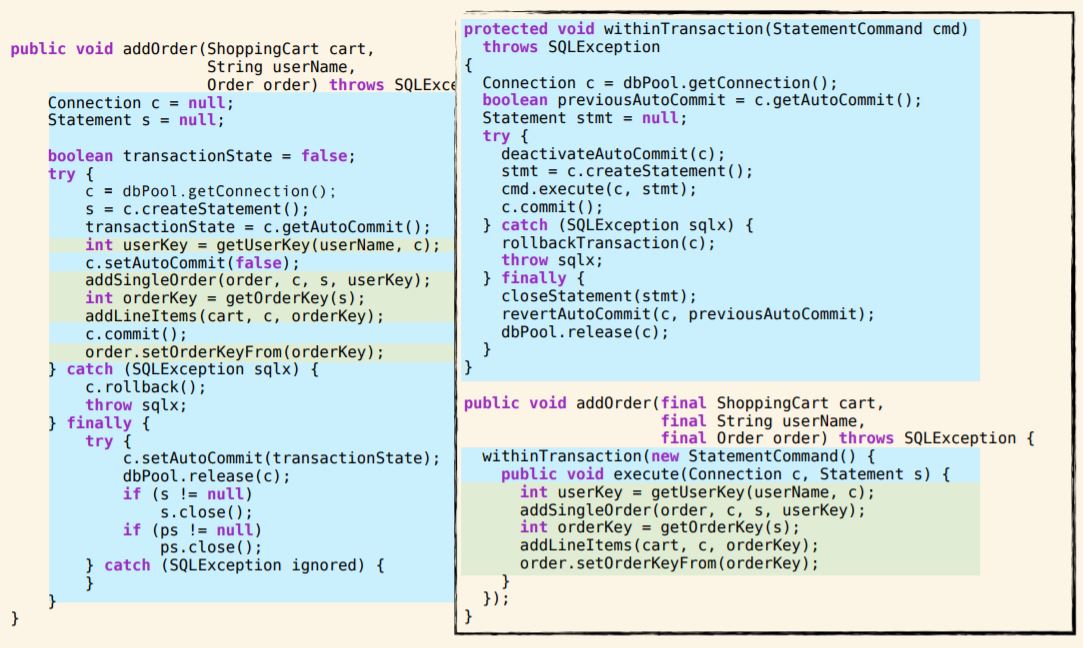 public void addOrder(ShoppingCart cart,
                     String userName,
                     Order order) throws SQLExce
    Connection c = null;
    Statement s = null;

    boolean transactionState = false;
    try {
        c = dbPool.getConnection();
        s = c.createStatement();
        transactionState = c.getAutoCommit();
        int userKey = getUserKey(userName, c);
        c.setAutoCommit(false);
        addSingleOrder(order, c, s, userKey);
        int orderKey = getOrderKey(s);
        addLineItems(cart, c, orderKey);
        c.commit();
        order.setOrderKeyFrom(orderKey);
    } catch (SQLException sqlx) {
        c.rollback();
        throw sqlx;
    } finally {
        try {
            c.setAutoCommit(transactionState);
            dbPool.release(c);
            if (s != null)
                s.close();
            if (ps != null)
                ps.close();
        } catch (SQLException ignored) {
        }
    }
}
protected void withinTransaction(StatementCommand cmd)
  throws SQLException
{
  Connection c = dbPool.getConnection();
  boolean previousAutoCommit = c.getAutoCommit();
  Statement stmt = null;
  try {
    deactivateAutoCommit(c);
    stmt = c.createStatement();
    cmd.execute(c, stmt);
    c.commit();
  } catch (SQLException sqlx) {
    rollbackTransaction(c);
    throw sqlx;
  } finally {
    closeStatement(stmt);
    revertAutoCommit(c, previousAutoCommit);
    dbPool.release(c);
  }
}

public void addOrder(final ShoppingCart cart,
                     final String userName,
                     final Order order) throws SQLException {
  withinTransaction(new StatementCommand() {
    public void execute(Connection c, Statement s) {
      int userKey = getUserKey(userName, c);
      addSingleOrder(order, c, s, userKey);
      int orderKey = getOrderKey(s);
      addLineItems(cart, c, orderKey);
      order.setOrderKeyFrom(orderKey);
    }
  });
}